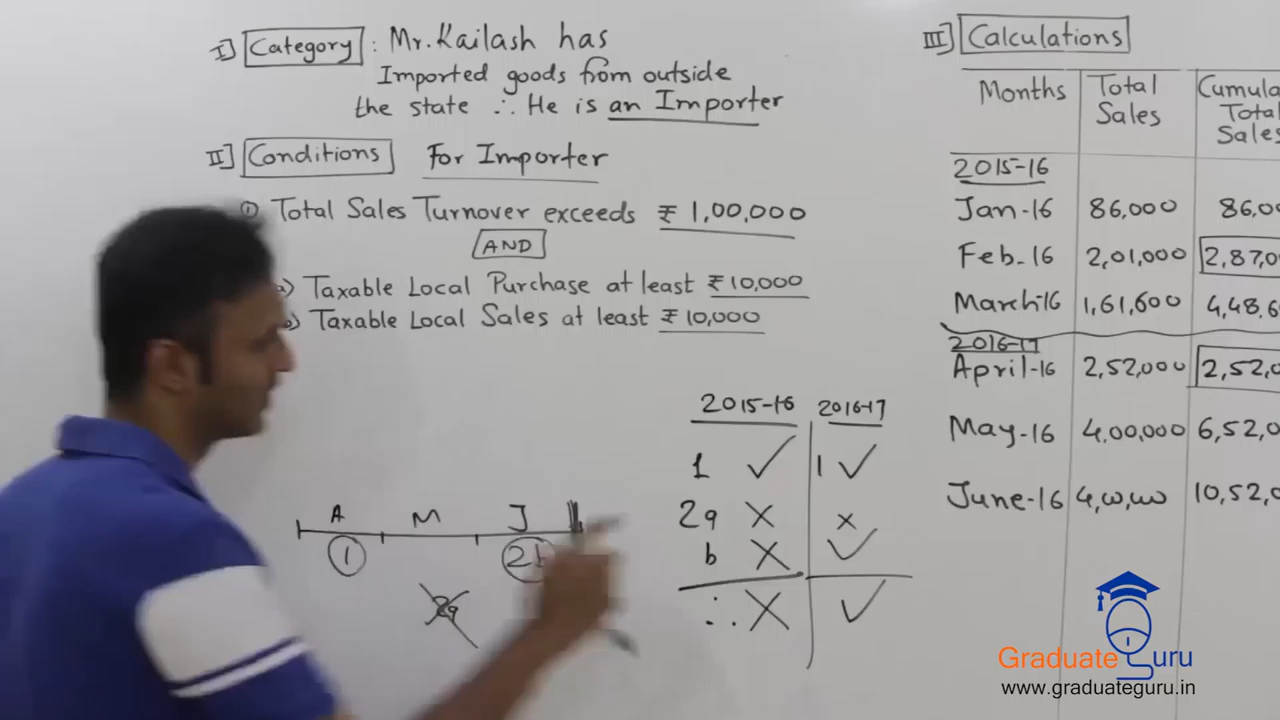 I] Category : Mr. Kailash has
Imported goods from outside
the state ∴ He is an Importer
II] Conditions For Importer
① Total Sales Turnover exceeds ₹ 1,00,000
AND
a) Taxable Local Purchase at least ₹10,000
b) Taxable Local Sales at least ₹10,000
2015-16 2016-17
1 ✓ 1 ✓
2a X X
b X ✓
∴ X ✓
A M J
1
2a
III] Calculations
Months Total Sales Total Sales
2015-16
Jan-16 86,000
Feb-16 2,01,000
March-16 1,61,600
2016-17
April-16 2,52,000
May-16 4,00,000
June-16
Graduate Guru
www.graduateguru.in